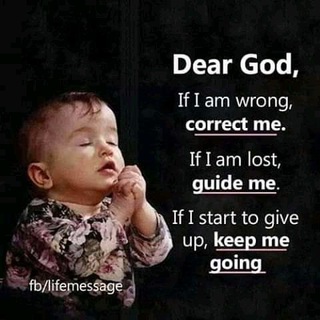 Dear God,
If I am wrong,
correct me.
If I am lost,
guide me.
If I start to give
up, keep me
going
fb/lifemessage